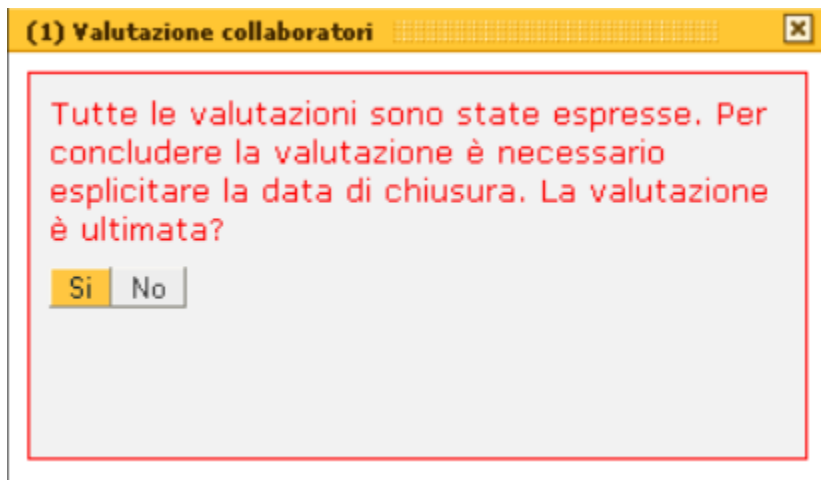 (1) Valutazione collaboratori
Tutte le valutazioni sono state espresse. Per
concludere la valutazione è necessario
esplicitare la data di chiusura. La valutazione
è ultimata?
Si No